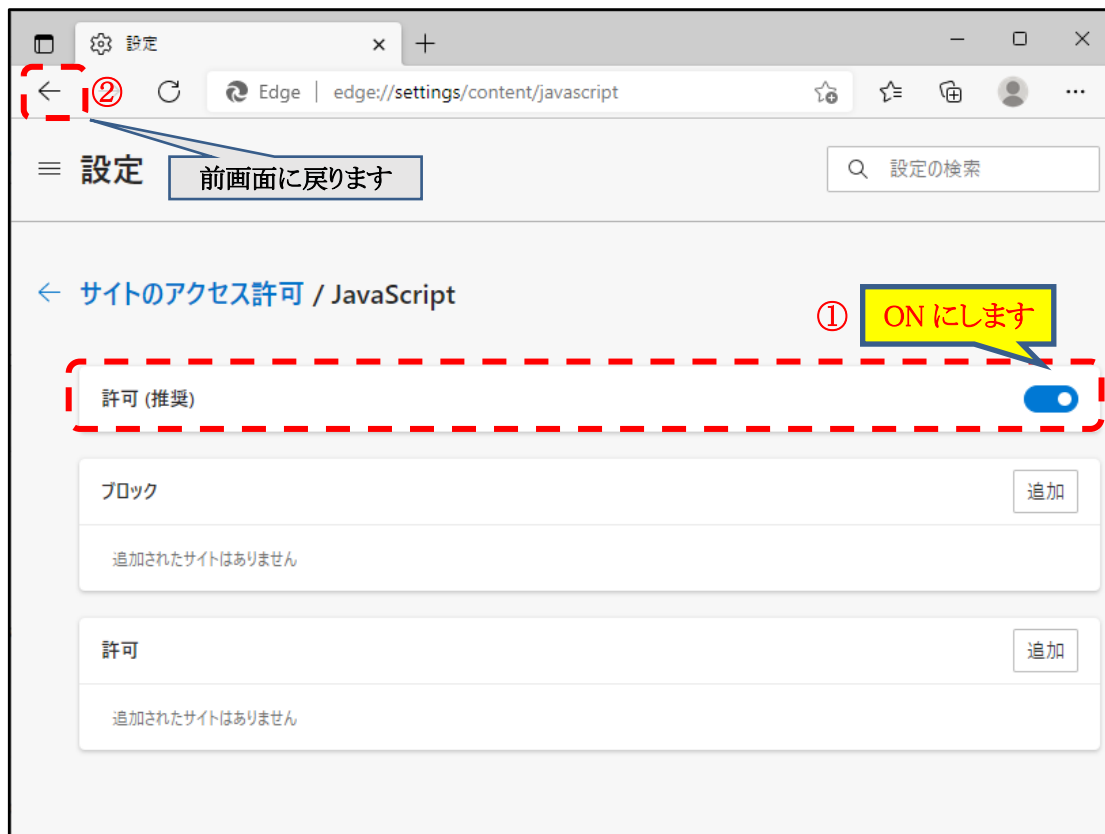 設定
② Edge edge://settings/content/javascript
設定
前画面に戻ります
設定の検索
サイトのアクセス許可 / JavaScript
① ON にします
許可 (推奨)
ブロック
追加
追加されたサイトはありません
許可
追加
追加されたサイトはありません